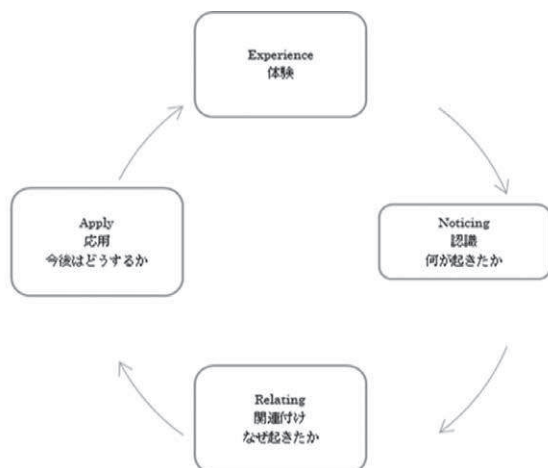 Experience
体験
Noticing
認識
何が起きたか
Relating
関連付け
なぜ起きたか
Apply
応用
今後はどうするか